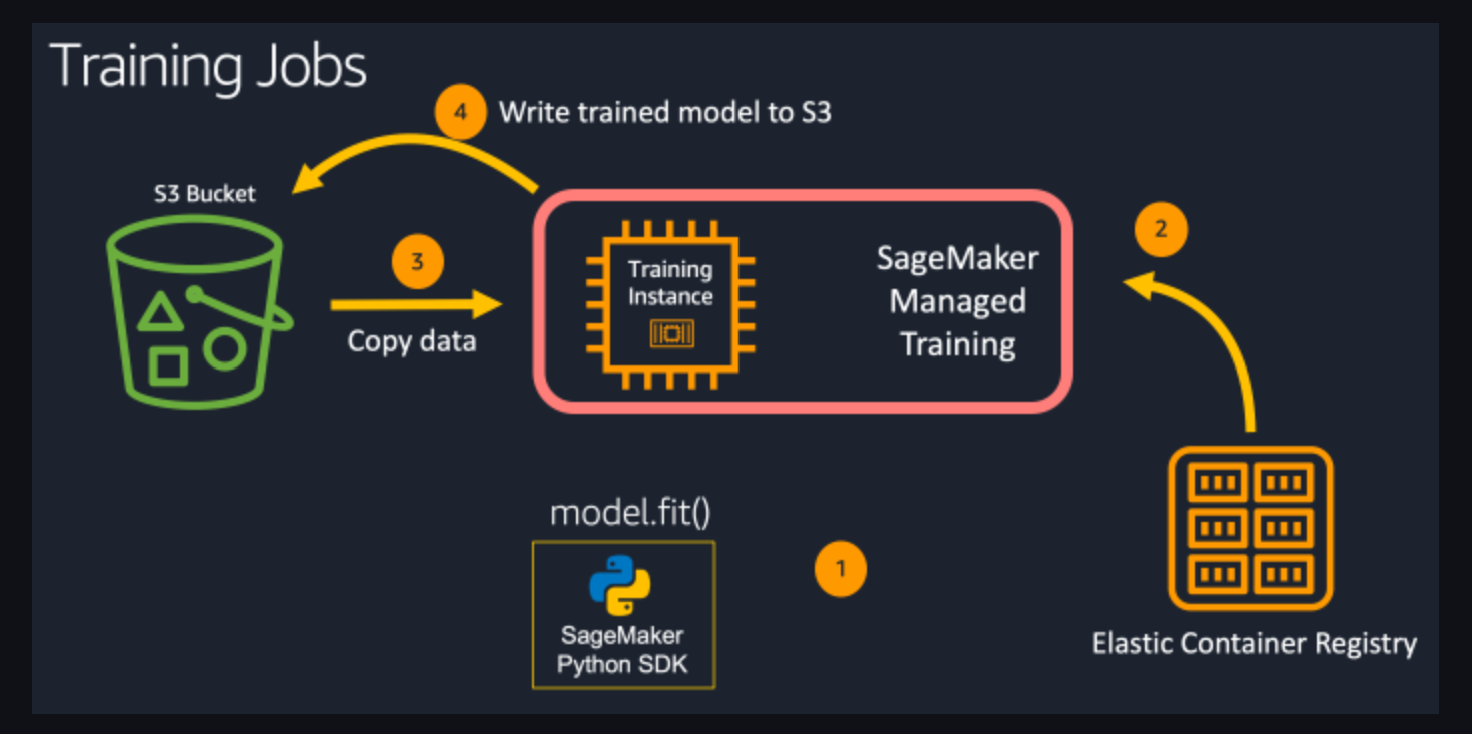 Training Jobs
4
Write trained model to S3
S3 Bucket
3
Copy data
Training
Instance
SageMaker
Managed
Training
2
model.fit()
SageMaker
Python SDK
1
Elastic Container Registry